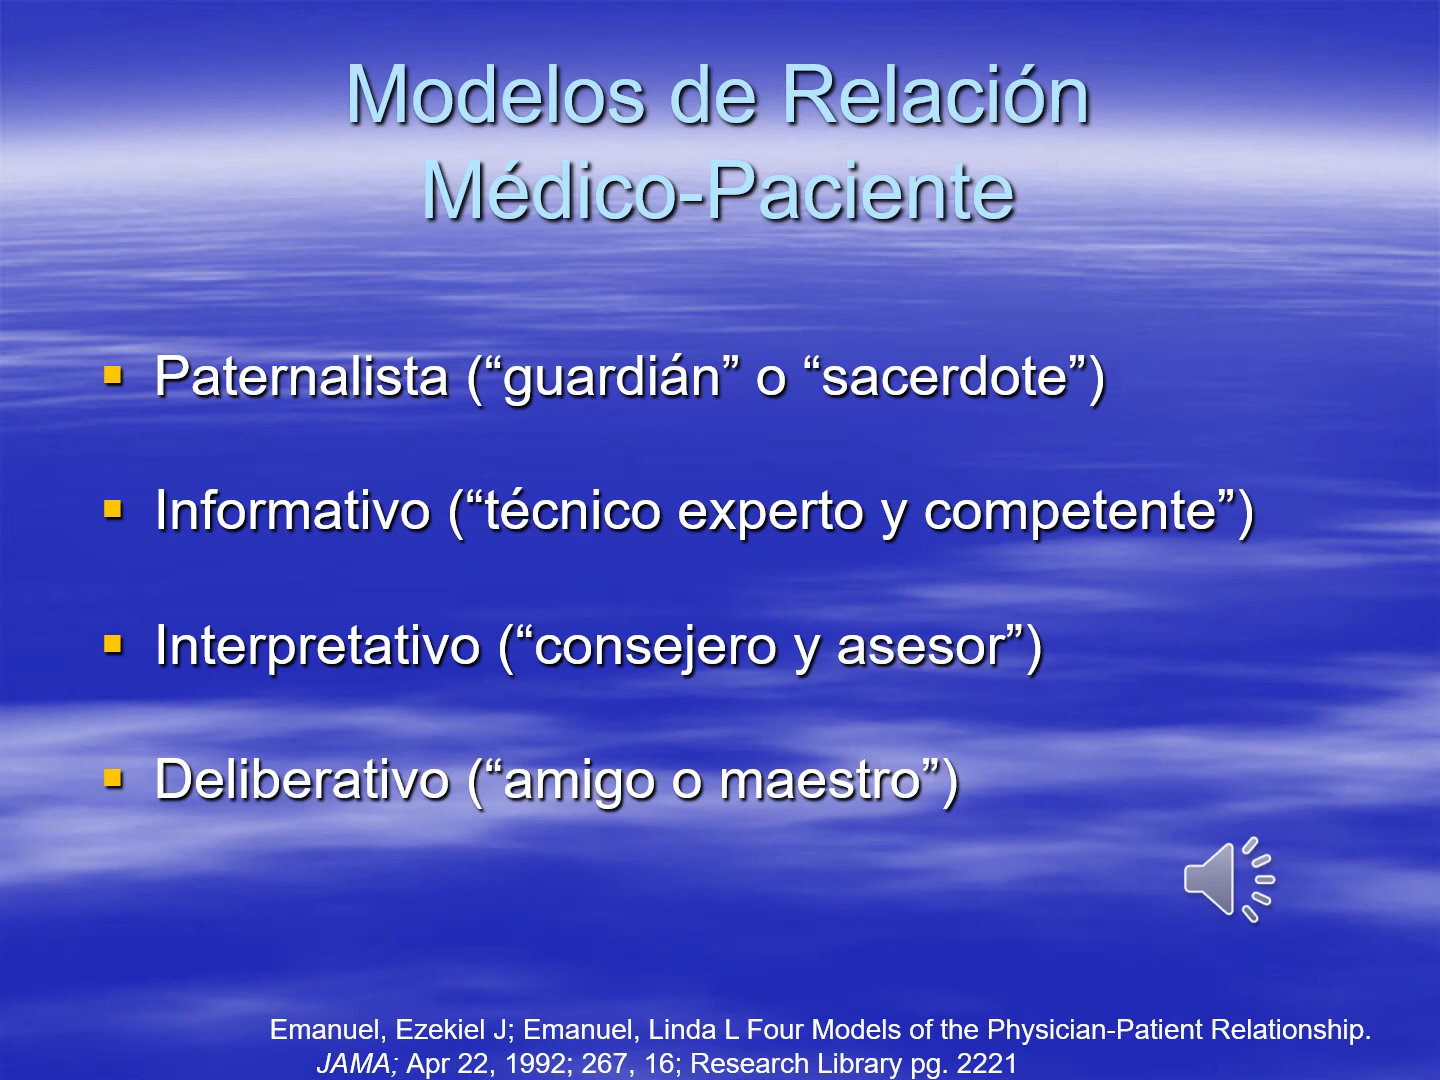 Modelos de Relación
Médico-Paciente
Paternalista (“guardián” o “sacerdote”)
Informativo (“técnico experto y competente”)
Interpretativo (“consejero y asesor”)
Deliberativo (“amigo o maestro”)
Emanuel, Ezekiel J; Emanuel, Linda L Four Models of the Physician-Patient Relationship.
JAMA; Apr 22, 1992; 267, 16; Research Library pg. 2221